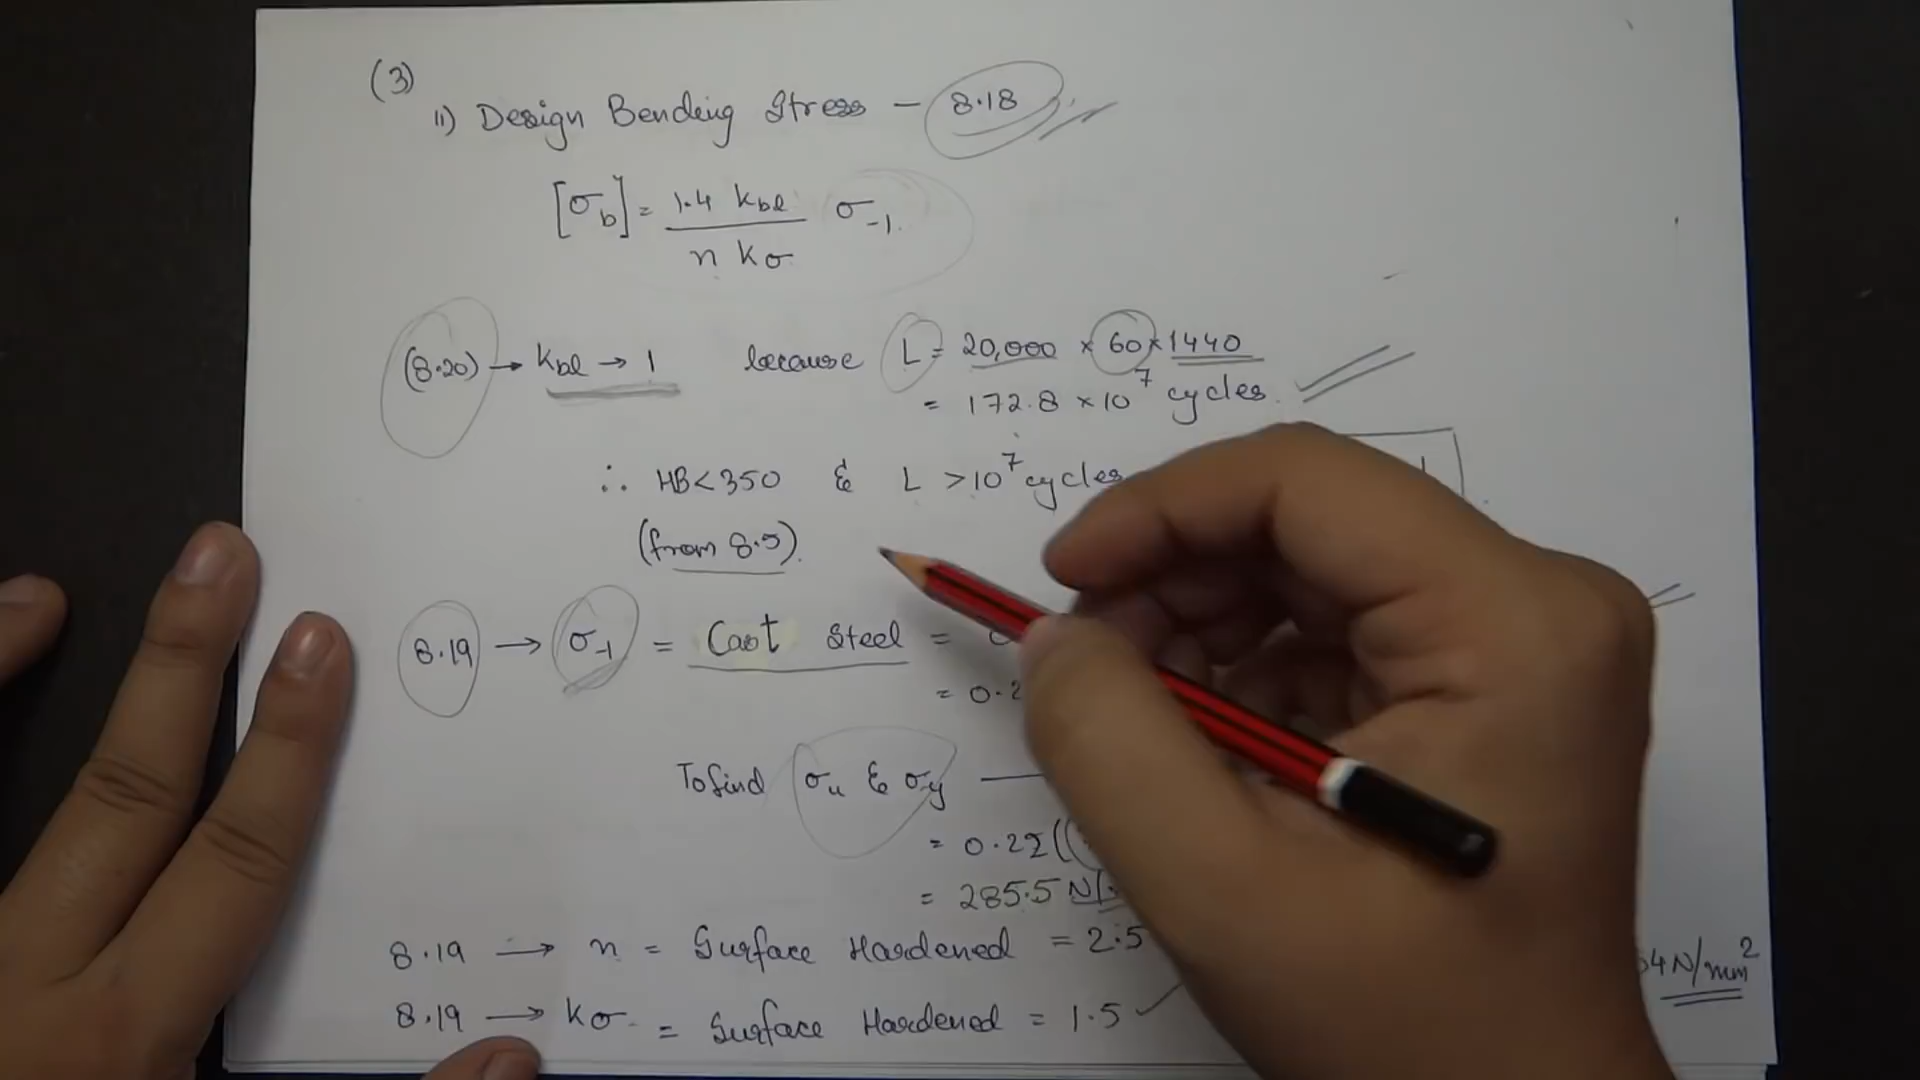 (3)
ii) Design Bending Stress - 8.18
[σb] = 1.4 kbl / n kσ σ-1
(8.20) → kbl → 1 because L = 20,000 × 60 × 1440
= 172.8 × 10^7 cycles.
∴ HB<350 & L >10^7 cycles
(from 8.5).
8.19 → σ-1 = Cast Steel =
= 0.2
To find σu & σy —
= 0.22((
= 285.5 N/
8.19 → n = Surface Hardened = 2.5
4N/mm²
8.19 → kσ = Surface Hardened = 1.5